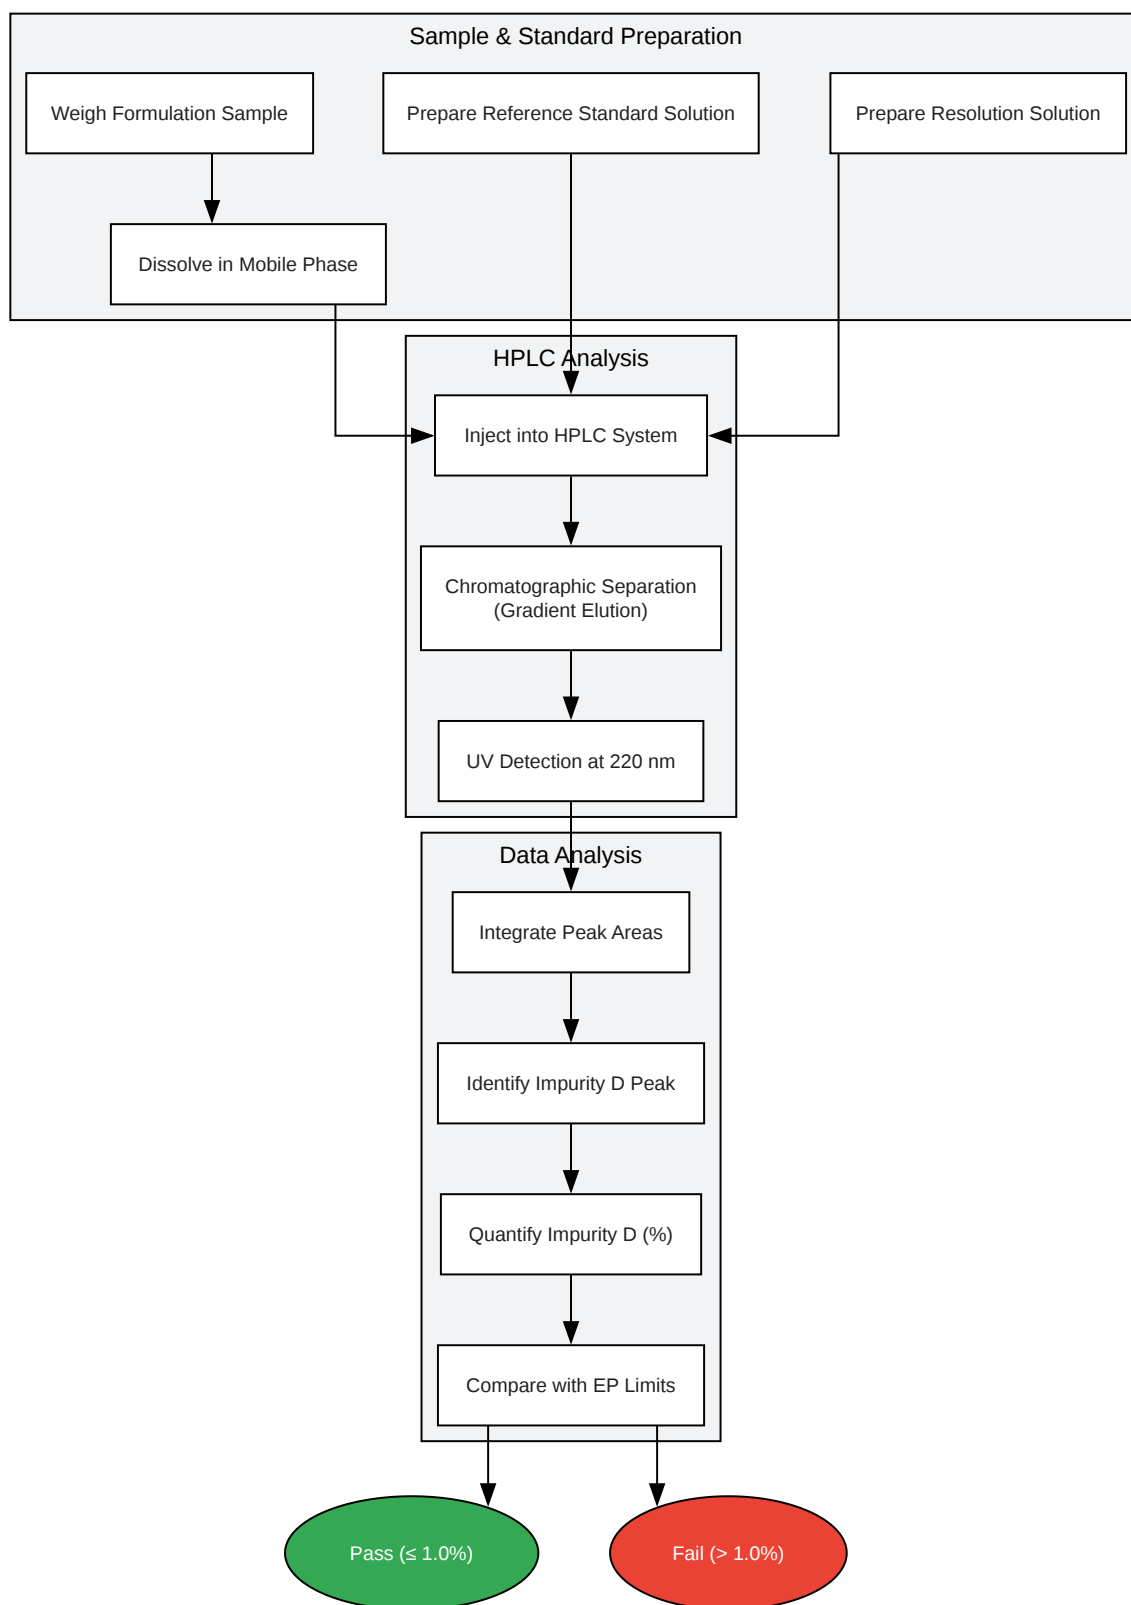 Sample & Standard Preparation
Weigh Formulation Sample
Prepare Reference Standard Solution
Prepare Resolution Solution
Dissolve in Mobile Phase
HPLC Analysis
Inject into HPLC System
Chromatographic Separation
(Gradient Elution)
UV Detection at 220 nm
Data Analysis
Integrate Peak Areas
Identify Impurity D Peak
Quantify Impurity D (%)
Compare with EP Limits
Pass (≤ 1.0%)
Fail (> 1.0%)